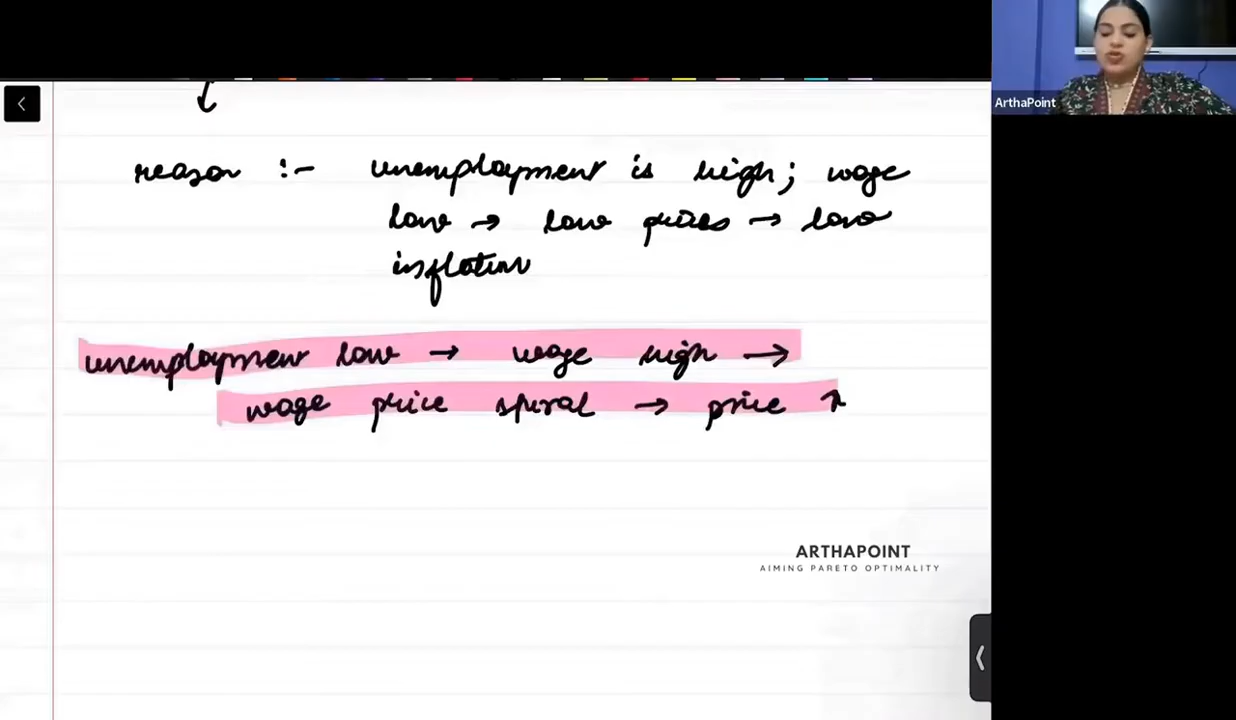 ArthaPoint
reason :- unemployment is high; wage
low → low prices → low
inflation
unemployment low → wage high →
wage price spiral → price ↑
ARTHAPOINT
AIMING PARETO OPTIMALITY